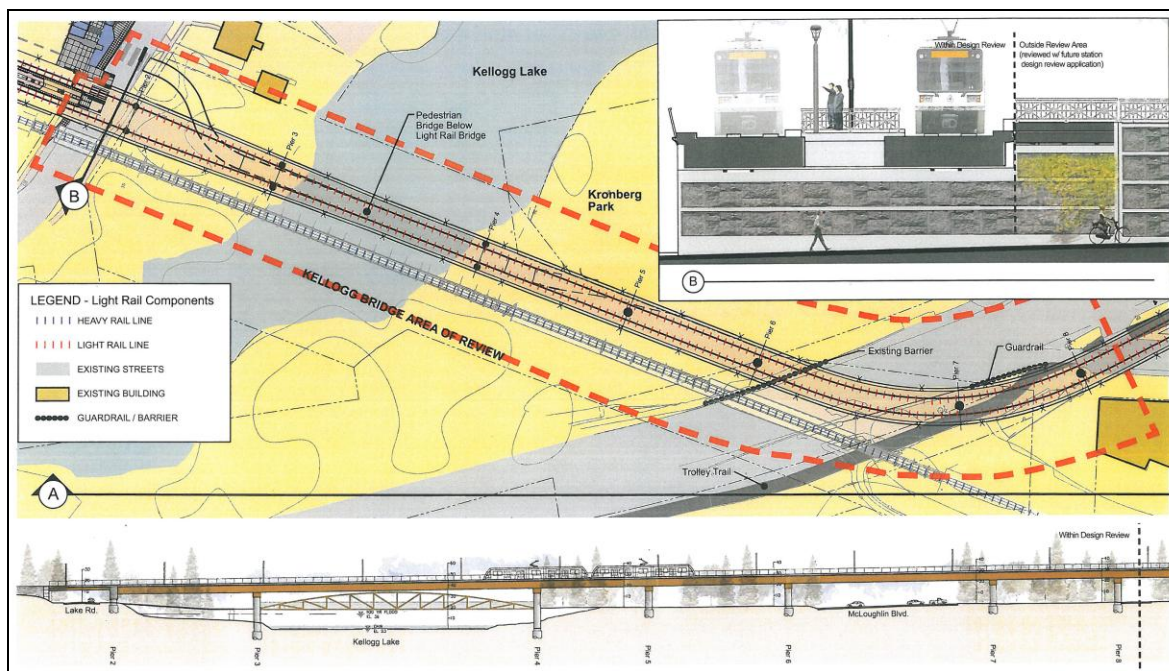 Kellogg Lake
Pier 2
Pier 3
Pedestrian
Bridge Below
Light Rail Bridge
Pier 4
Kronberg
Park
Pier 5
Pier 6
Pier 7
Pier 8
KELLOGG BRIDGE AREA OF REVIEW
Existing Barrier
Guardrail
Trolley Trail
B
A
LEGEND - Light Rail Components
HEAVY RAIL LINE
LIGHT RAIL LINE
EXISTING STREETS
EXISTING BUILDING
GUARDRAIL / BARRIER
Within Design Review
Outside Review Area
(reviewed w/ future station
design review application)
B
Within Design Review
Lake Rd.
Kellogg Lake
McLoughlin Blvd.
Pier 2
Pier 3
Pier 4
Pier 5
Pier 6
Pier 7
Pier 8